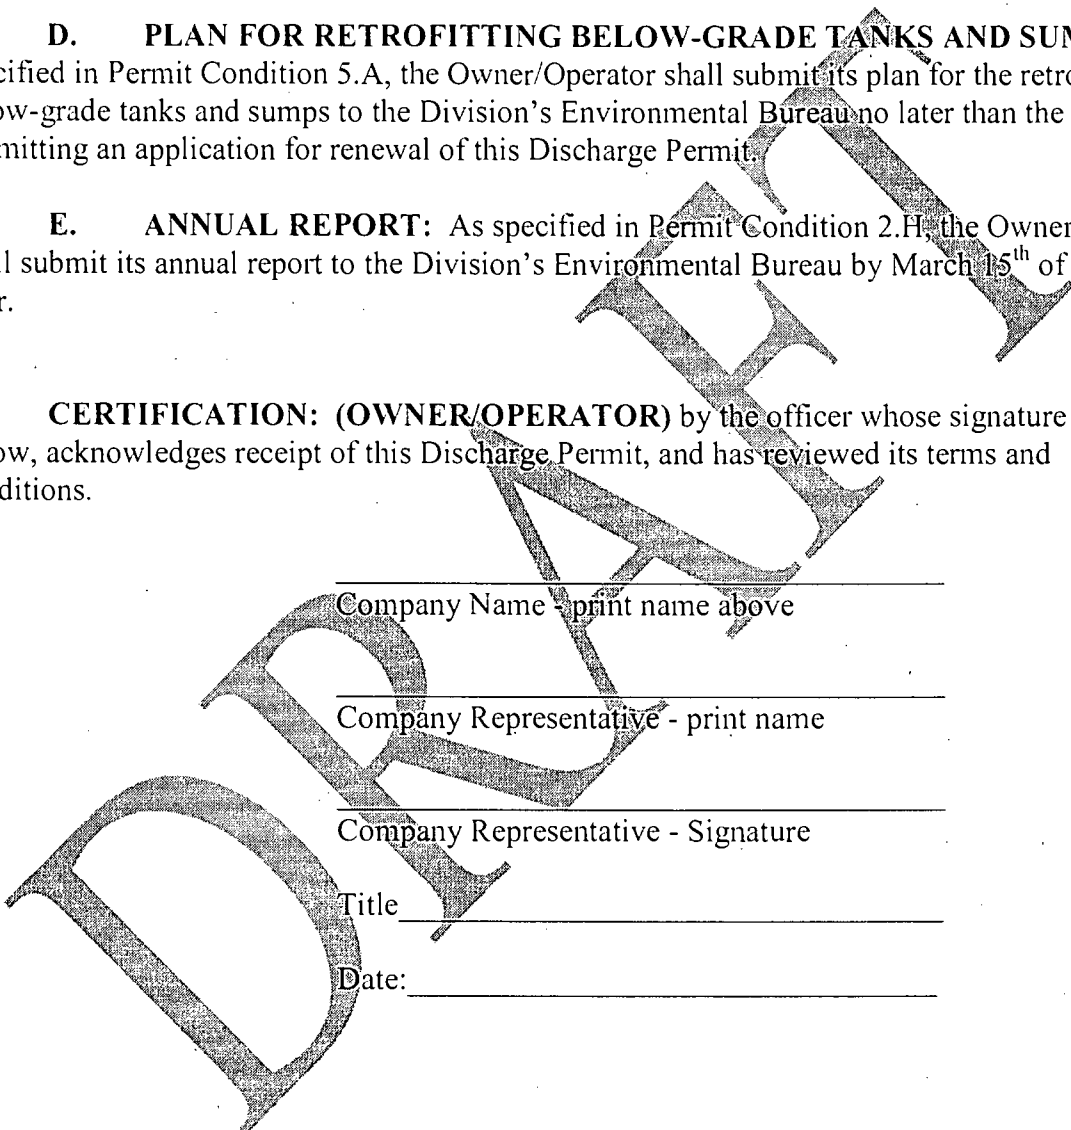 D. PLAN FOR RETROFITTING BELOW-GRADE TANKS AND SUM
cified in Permit Condition 5.A, the Owner/Operator shall submit its plan for the retro
ow-grade tanks and sumps to the Division's Environmental Bureau no later than the
mitting an application for renewal of this Discharge Permit.
E. ANNUAL REPORT: As specified in Permit Condition 2.H, the Owner
l submit its annual report to the Division's Environmental Bureau by March 15th of
r.
CERTIFICATION: (OWNER/OPERATOR) by the officer whose signature
ow, acknowledges receipt of this Discharge Permit, and has reviewed its terms and
ditions.
Company Name - print name above
Company Representative - print name
Company Representative - Signature
Title
Date:
DRAFT